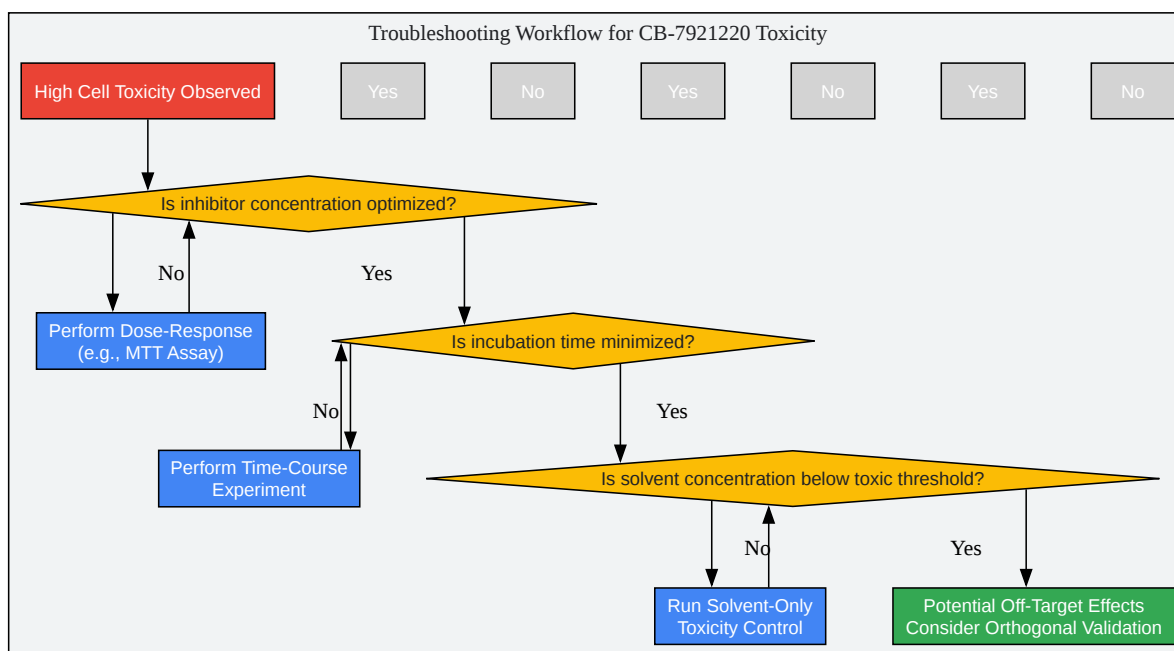 Troubleshooting Workflow for CB-7921220 Toxicity
High Cell Toxicity Observed
Yes
No
Yes
No
Yes
No
Is inhibitor concentration optimized?
No
Yes
Perform Dose-Response
(e.g., MTT Assay)
Is incubation time minimized?
No
Yes
Perform Time-Course
Experiment
Is solvent concentration below toxic threshold?
No
Yes
Run Solvent-Only
Toxicity Control
Potential Off-Target Effects
Consider Orthogonal Validation